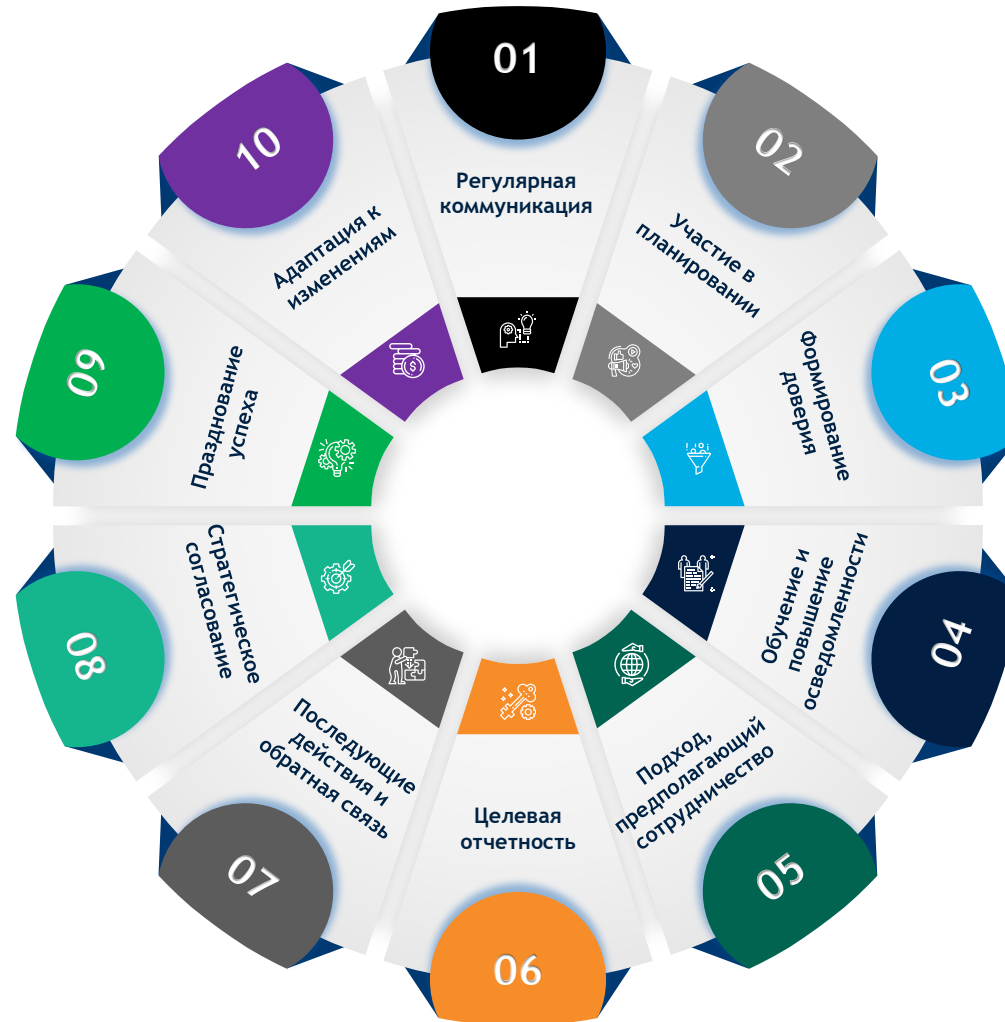 01
Регулярная
коммуникация
02
Участие в
планировании
03
Формирование
доверия
04
Обучение и
повышение
осведомленности
05
Подход,
предполагающий
сотрудничество
06
Целевая
отчетность
07
Последующие
действия и
обратная связь
08
Стратегическое
согласование
09
Празднование
успеха
10
Адаптация к
изменениям